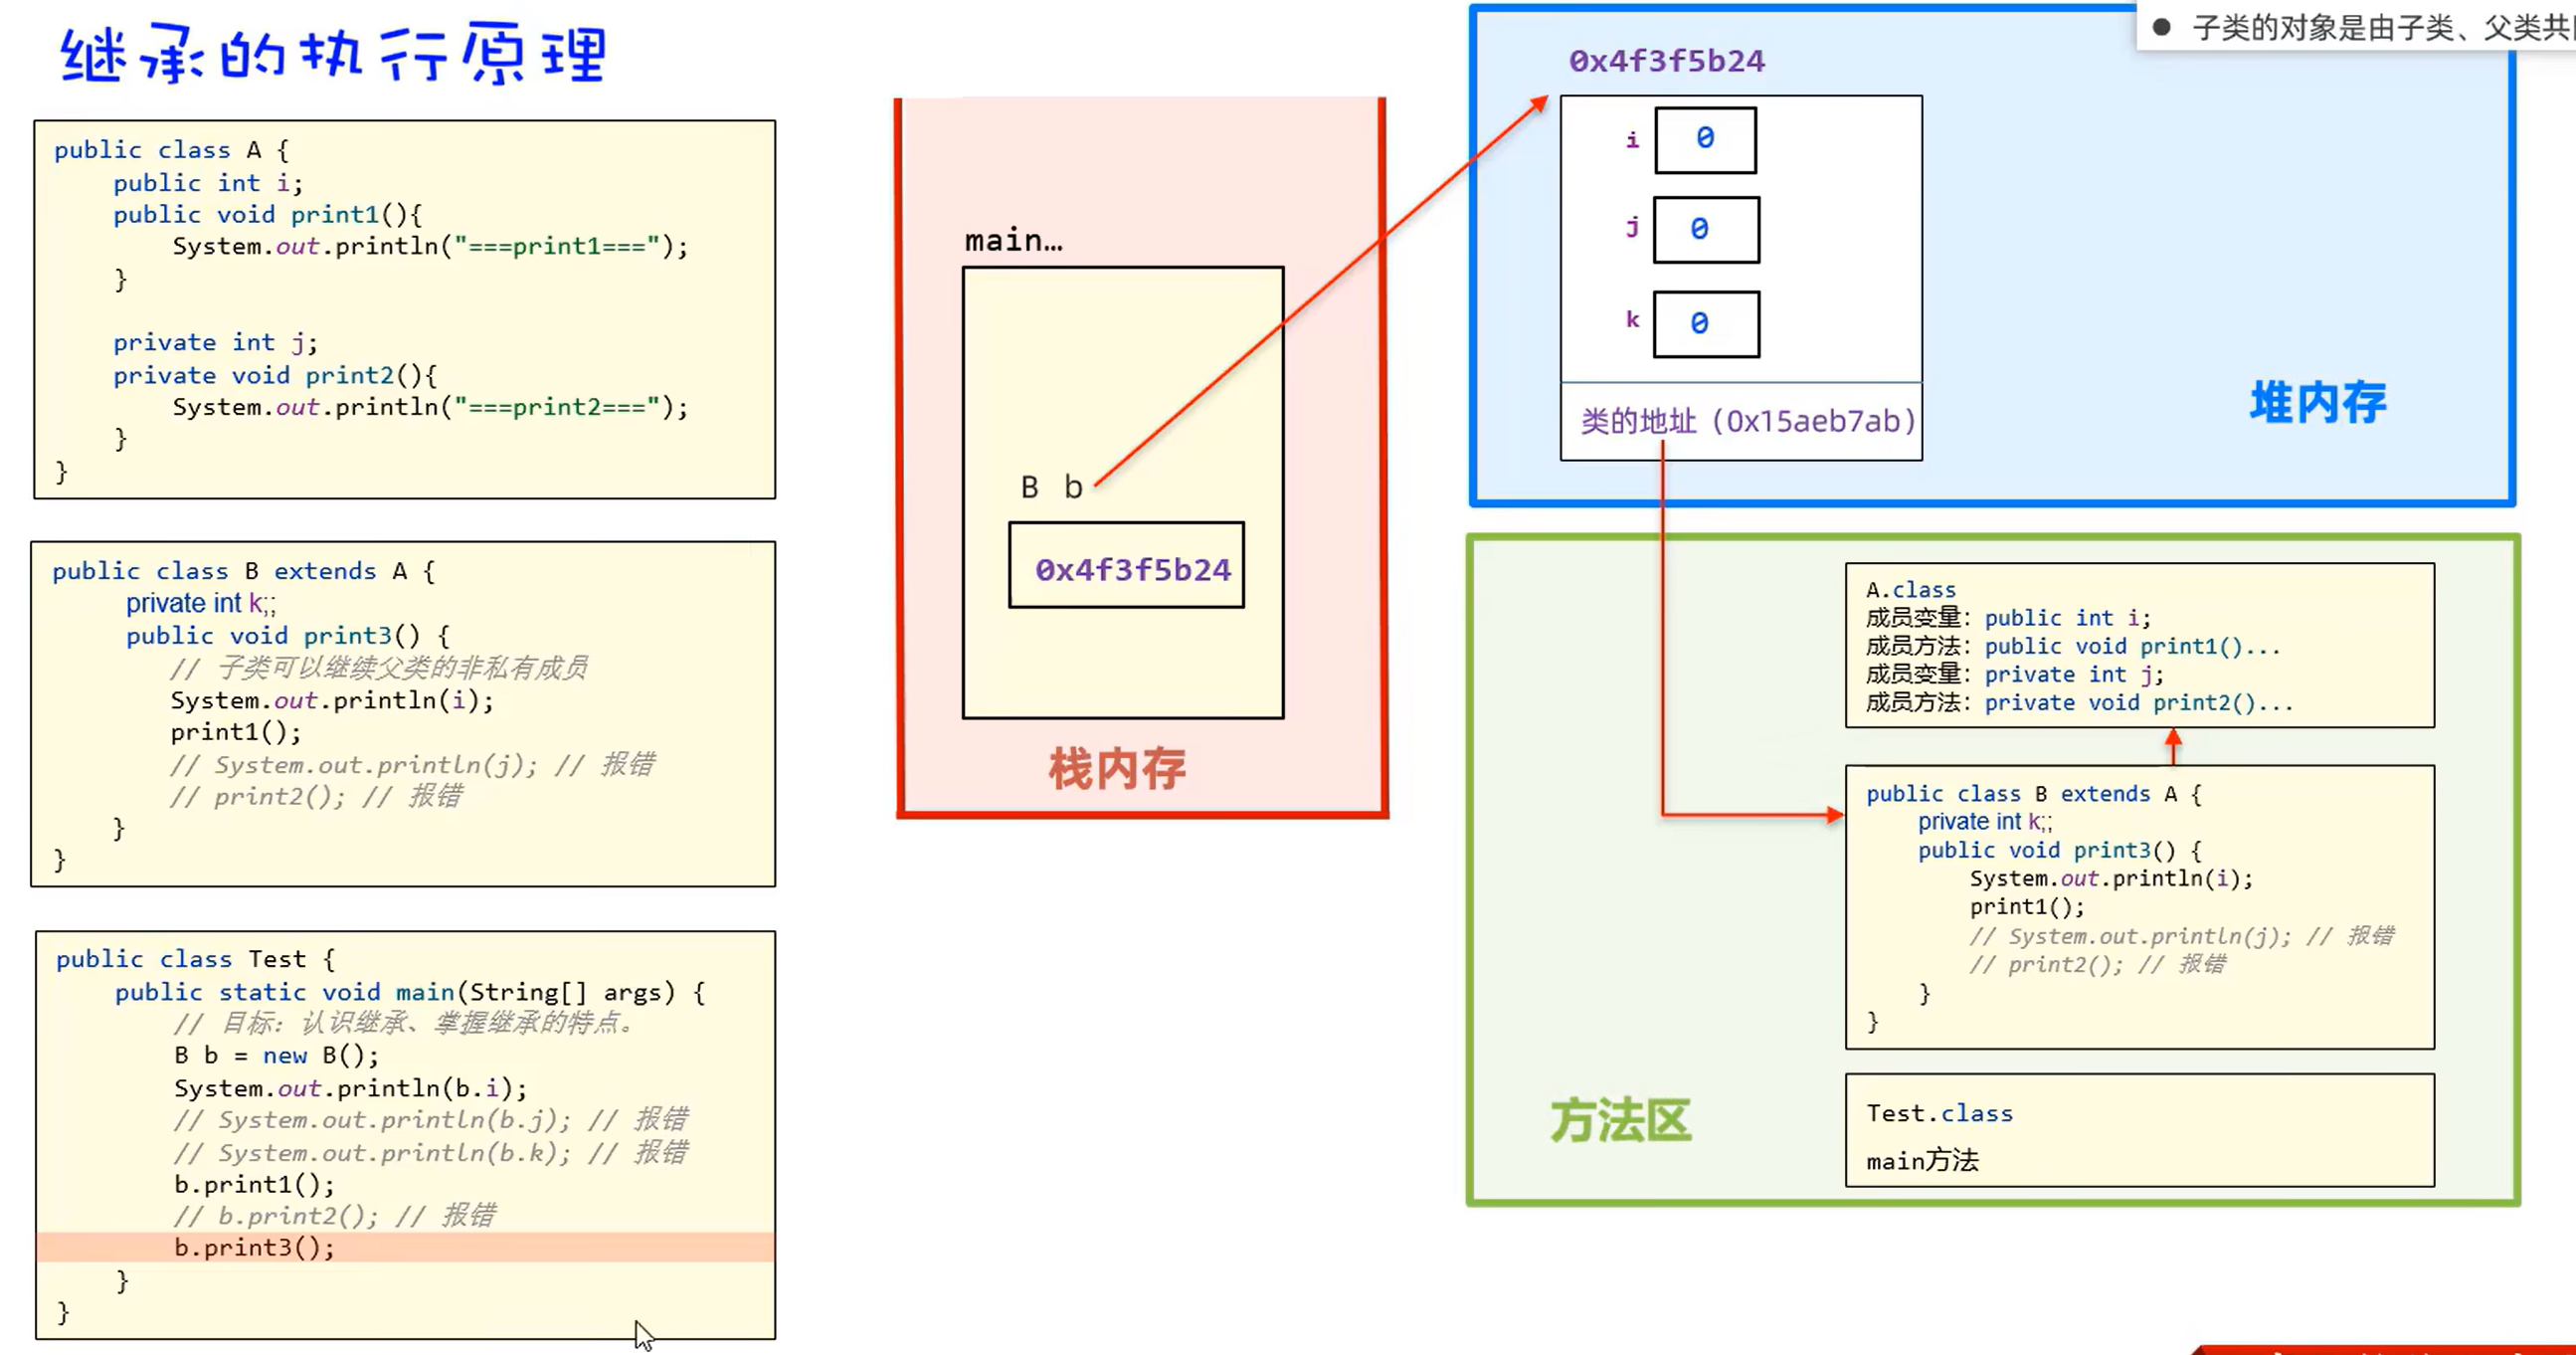 继承的执行原理
public class A {
public int i;
public void print1(){
System.out.println("===print1===");
}
private int j;
private void print2(){
System.out.println("===print2===");
}
}
public class B extends A {
private int k;;
public void print3() {
// 子类可以继续父类的非私有成员
System.out.println(i);
print1();
// System.out.println(j); // 报错
// print2(); // 报错
}
}
public class Test {
public static void main(String[] args) {
// 目标：认识继承、掌握继承的特点。
B b = new B();
System.out.println(b.i);
// System.out.println(b.j); // 报错
// System.out.println(b.k); // 报错
b.print1();
// b.print2(); // 报错
b.print3();
}
}
main…
B b
0x4f3f5b24
栈内存
● 子类的对象是由子类、父类共
0x4f3f5b24
i 0
j 0
k 0
类的地址（0x15aeb7ab）
堆内存
A.class
成员变量：public int i;
成员方法：public void print1()...
成员变量：private int j;
成员方法：private void print2()...
public class B extends A {
private int k;;
public void print3() {
System.out.println(i);
print1();
// System.out.println(j); // 报错
// print2(); // 报错
}
}
方法区
Test.class
main方法